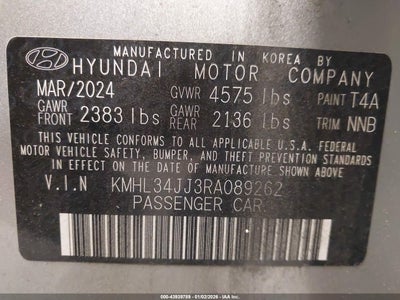 MANUFACTURED IN KOREA BY
HYUNDAI MOTOR COMPANY
MAR/2024 GVWR 4575 lbs PAINT T4A
GAWR FRONT 2383 lbs GAWR REAR 2136 lbs TRIM NNB
THIS VEHICLE CONFORMS TO ALL APPLICABLE U.S.A. FEDERAL
MOTOR VEHICLE SAFETY, BUMPER, AND THEFT PREVENTION STANDARDS
IN EFFECT ON THE DATE OF MANUFACTURE SHOWN ABOVE.
V.I.N KMHL34JJ3RA089262
PASSENGER CAR